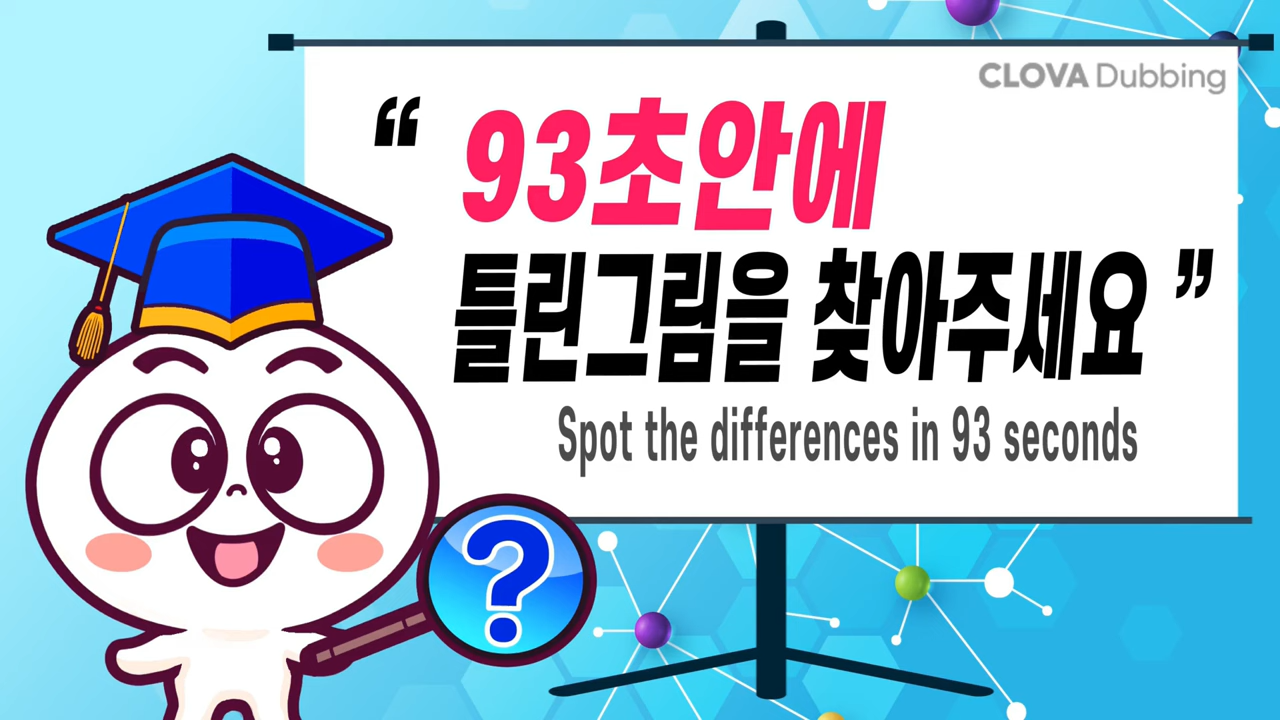 CLOVA Dubbing
“ 93초안에
틀린그림을 찾아주세요 ”
Spot the differences in 93 seconds
?